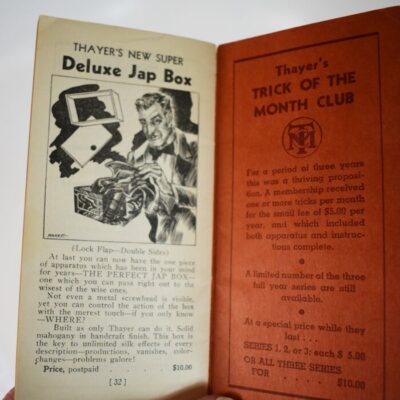 THAYER'S NEW SUPER
Deluxe Jap Box
(Lock Flap—Double Sides)
At last you can now have the one piece
of apparatus which has been in your mind
for years—THE PERFECT JAP BOX—
one which you can pass right out to the
wisest of the wise ones.
Not even a metal screwhead is visible,
yet you can control the action of the box
with the merest touch—if you only know
—WHERE?
Built as only Thayer can do it. Solid
mahogany in handcraft finish. This box is
the key to unlimited silk effects of every
description—productions, vanishes, color-
changes—problems galore!
Price, postpaid $10.00
[ 32 ]
Thayer's
TRICK OF THE
MONTH CLUB
For a period of three years
this was a thriving proposi-
tion. A membership received
one or more tricks per month
for the small fee of $5.00 per
year, and which included
both apparatus and instruc-
tions complete.
A limited number of the three
full year series are still
available.
At a special price while they
last . . .
SERIES 1, 2, or 3; each $ 5.00
OR ALL THREE SERIES
FOR - - - $10.00